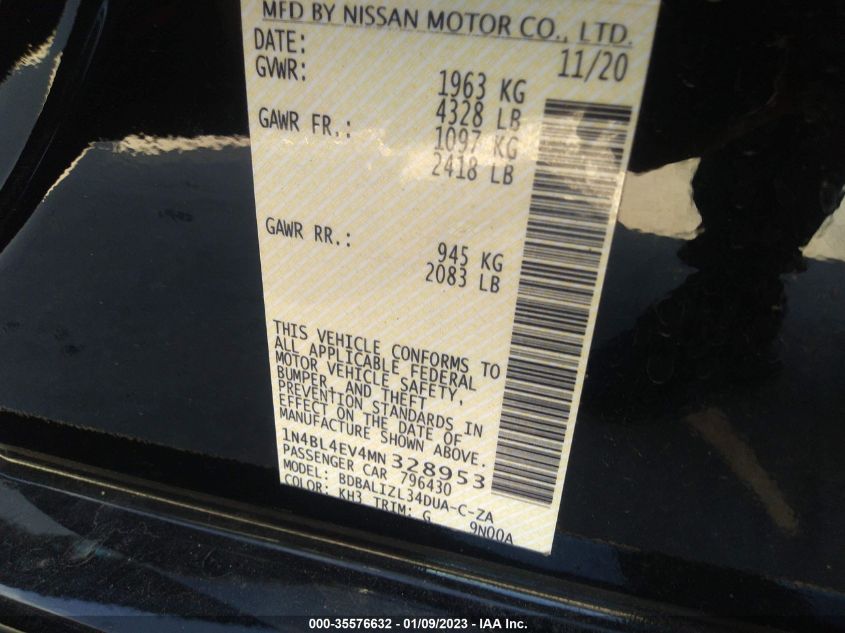 MFD BY NISSAN MOTOR CO., LTD.
DATE: 11/20
GVWR: 1963 KG
4328 LB
GAWR FR.: 1097 KG
2418 LB
GAWR RR.: 945 KG
2083 LB
THIS VEHICLE CONFORMS TO
ALL APPLICABLE FEDERAL
MOTOR VEHICLE SAFETY,
BUMPER, AND THEFT
PREVENTION STANDARDS IN
EFFECT ON THE DATE OF
MANUFACTURE SHOWN ABOVE.
1N4BL4EV4MN328953
PASSENGER CAR 796430
MODEL: BDBALIZL34DUA-C-ZA
COLOR: KH3 TRIM: G 9N00A
000-35576632 - 01/09/2023 - IAA Inc.